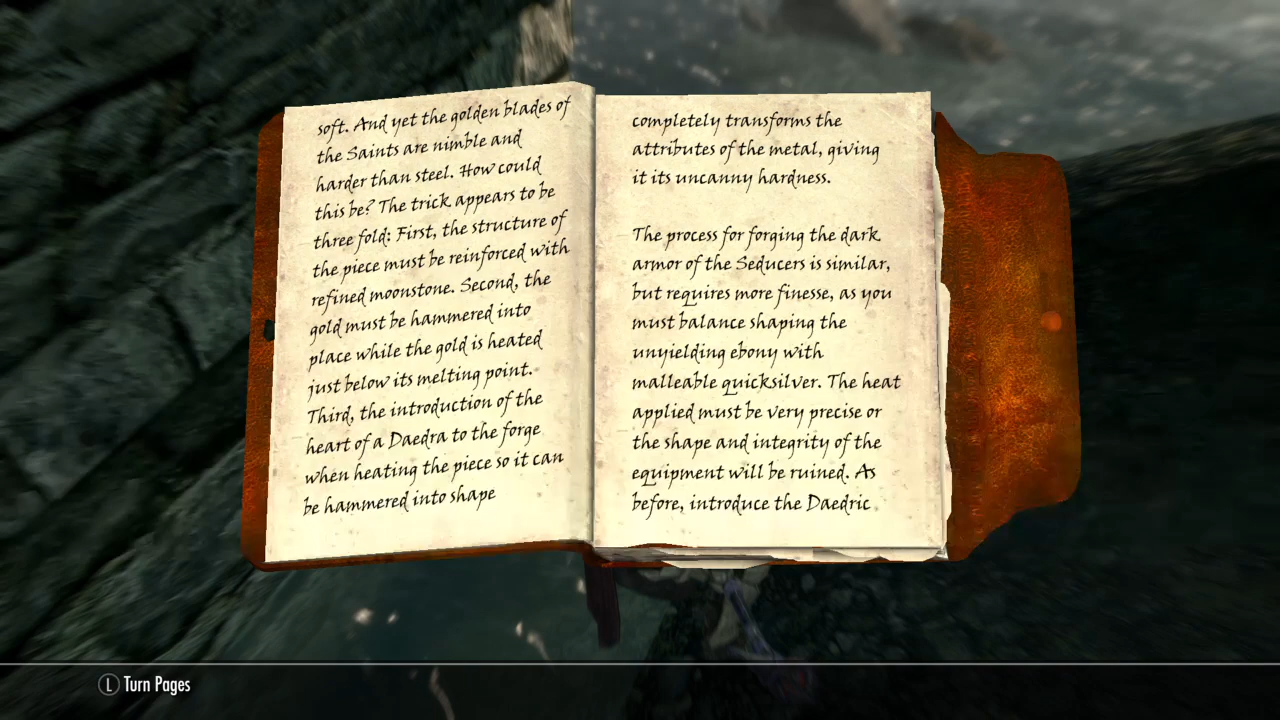 soft. And yet the golden blades of
the Saints are nimble and
harder than steel. How could
this be? The trick appears to be
three fold: First, the structure of
the piece must be reinforced with
refined moonstone. Second, the
gold must be hammered into
place while the gold is heated
just below its melting point.
Third, the introduction of the
heart of a Daedra to the forge
when heating the piece so it can
be hammered into shape
completely transforms the
attributes of the metal, giving
it its uncanny hardness.
The process for forging the dark
armor of the Seducers is similar,
but requires more finesse, as you
must balance shaping the
unyielding ebony with
malleable quicksilver. The heat
applied must be very precise or
the shape and integrity of the
equipment will be ruined. As
before, introduce the Daedric
L Turn Pages